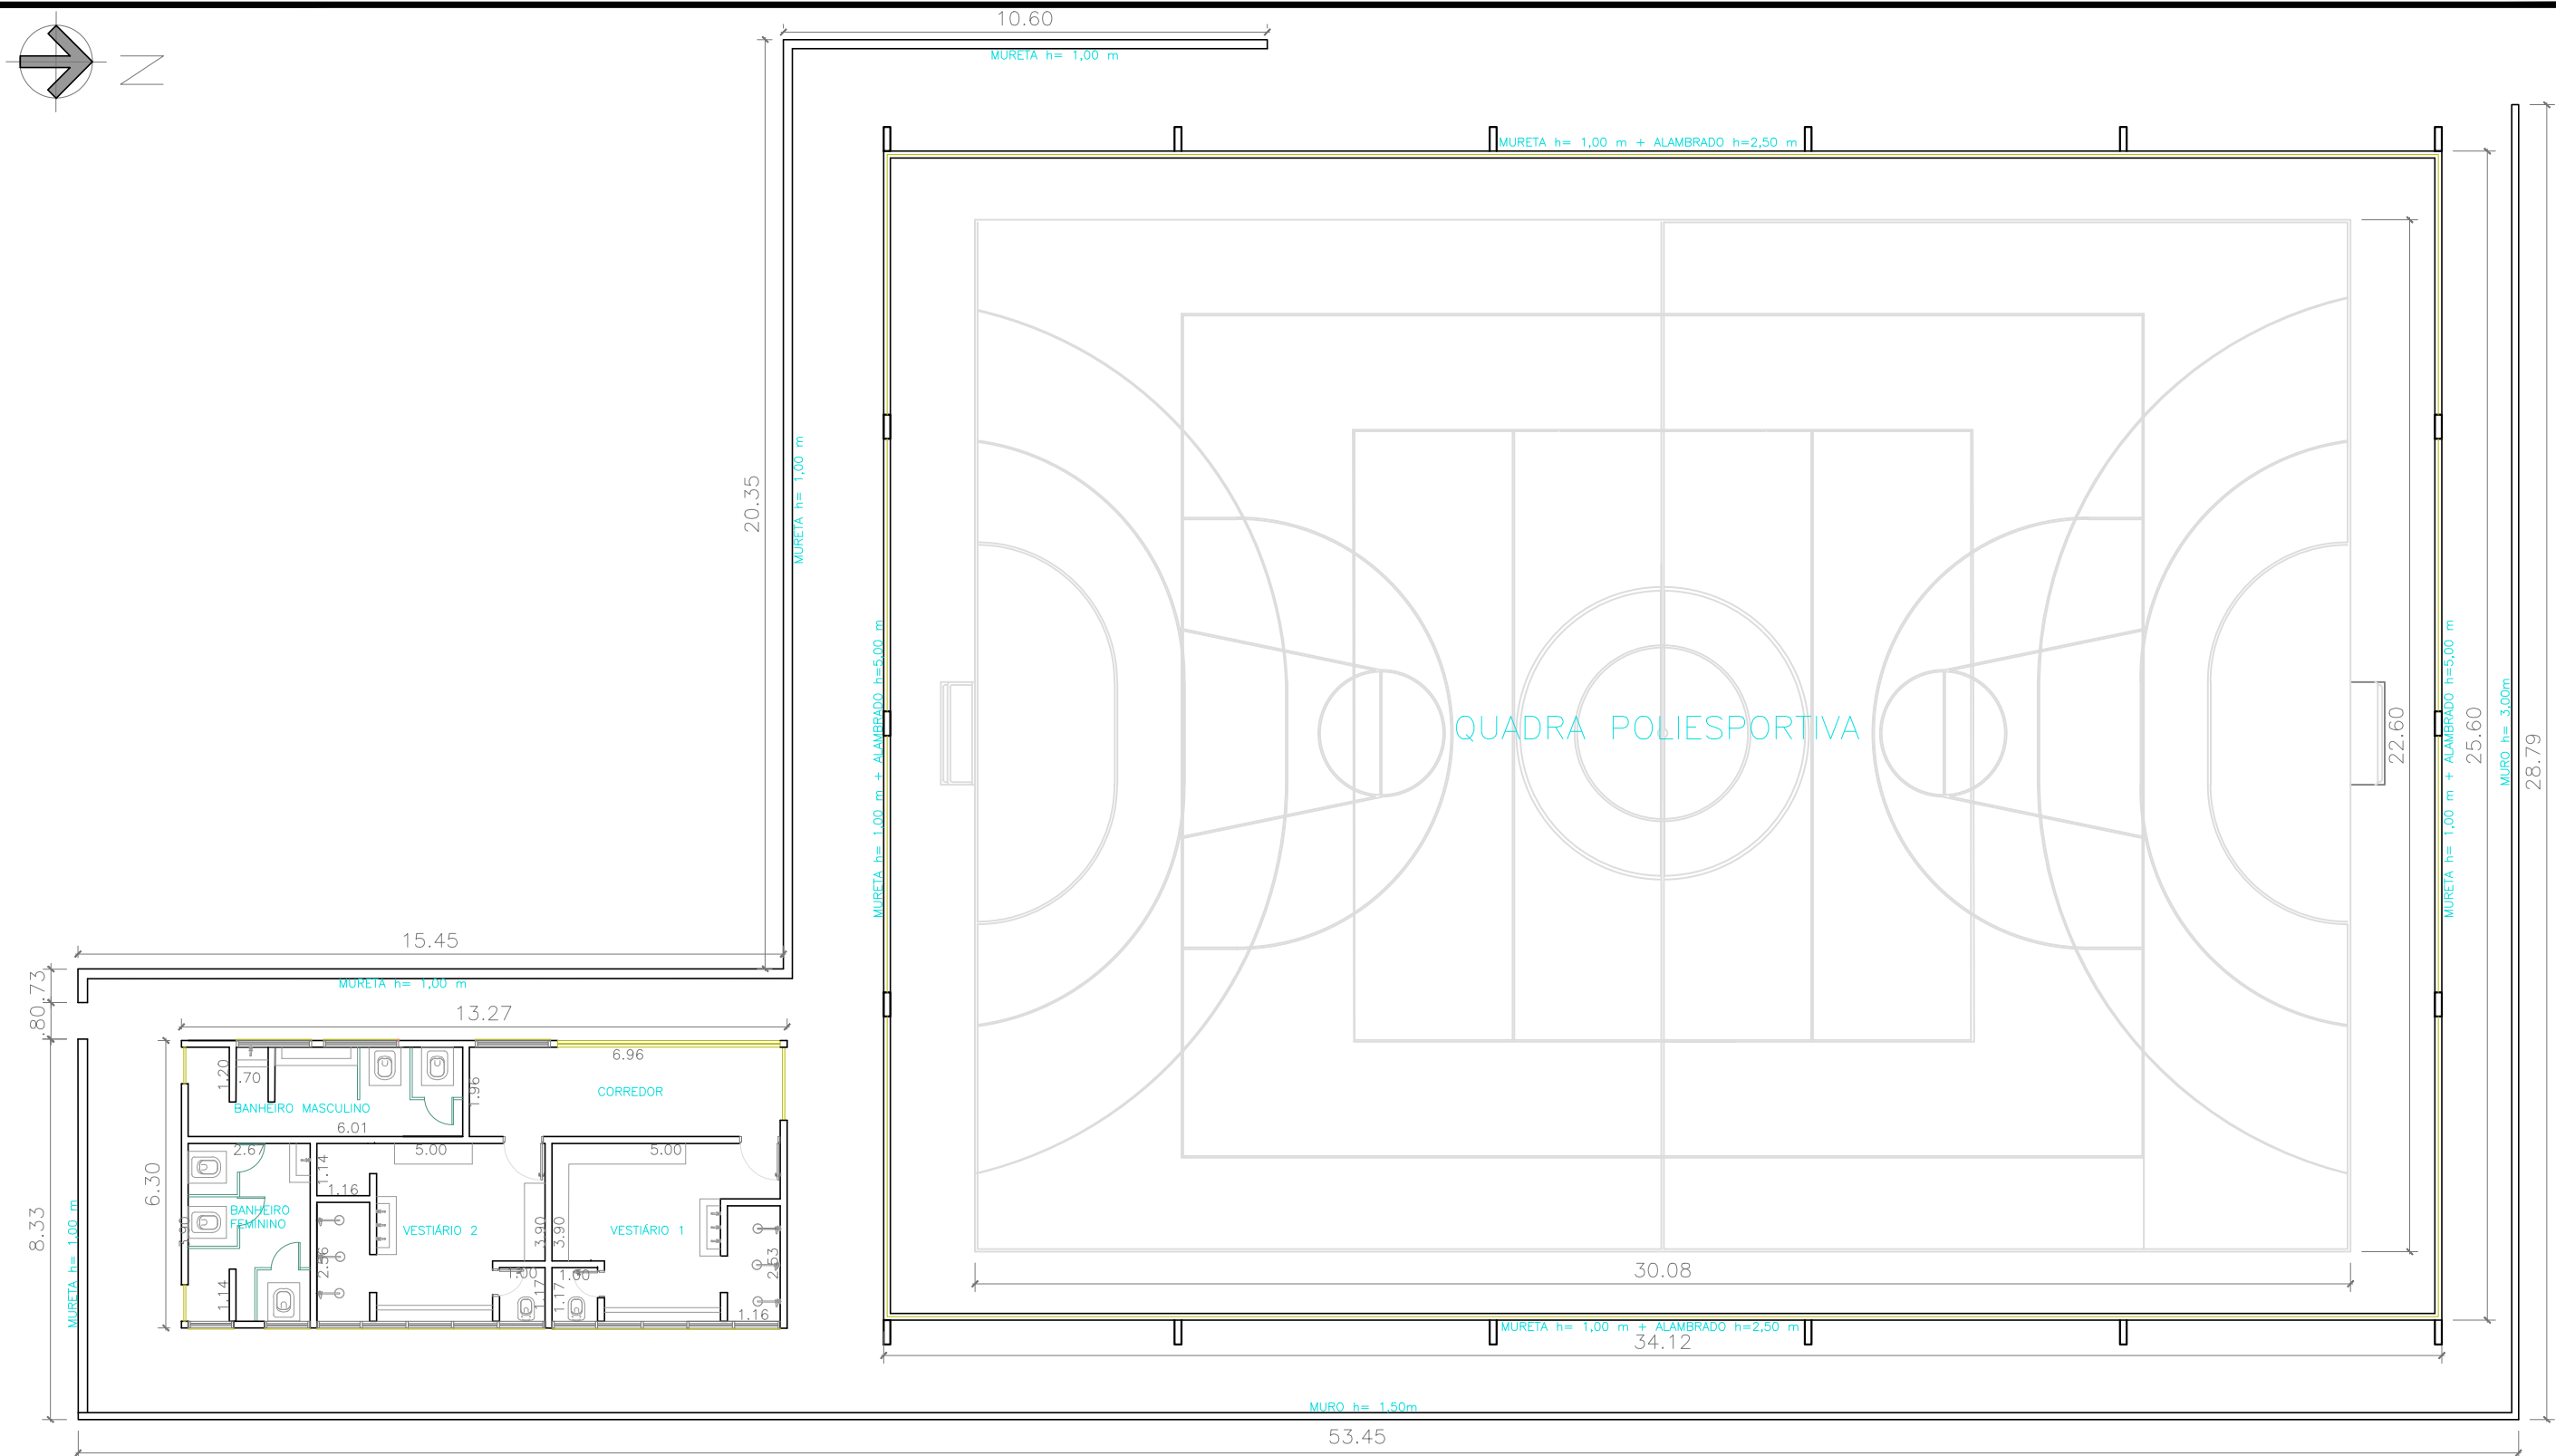 10.60
MURETA h= 1,00 m
N
MURETA h= 1,00 m + ALAMBRADO h=2,50 m
20.35
MURETA h= 1,00 m
MURETA h= 1,00 m + ALAMBRADO h=5,00 m
QUADRA POLIESPORTIVA
22.60
MURETA h= 1,00 m + ALAMBRADO h=5,00 m
25.60
MURO h= 3,00m
28.79
15.45
.73
.80
MURETA h= 1,00 m
13.27
6.96
1.20
.70
1.96
CORREDOR
BANHEIRO MASCULINO
6.01
2.67
5.00
5.00
1.14
1.16
6.30
8.33
MURETA h= 1,00 m
BANHEIRO
FEMININO
3.90
VESTIÁRIO 2
3.90
3.90
VESTIÁRIO 1
2.56
2.53
1.00
1.00
1.14
1.17
1.17
1.16
30.08
MURETA h= 1,00 m + ALAMBRADO h=2,50 m
34.12
MURO h= 1.50m
53.45